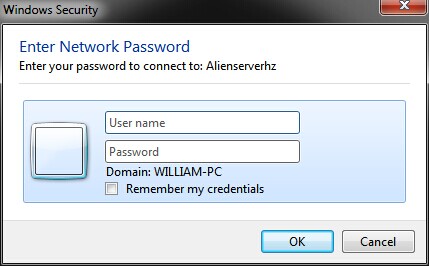 Windows Security
Enter Network Password
Enter your password to connect to: Alienserverhz
User name
Password
Domain: WILLIAM-PC
Remember my credentials
OK
Cancel